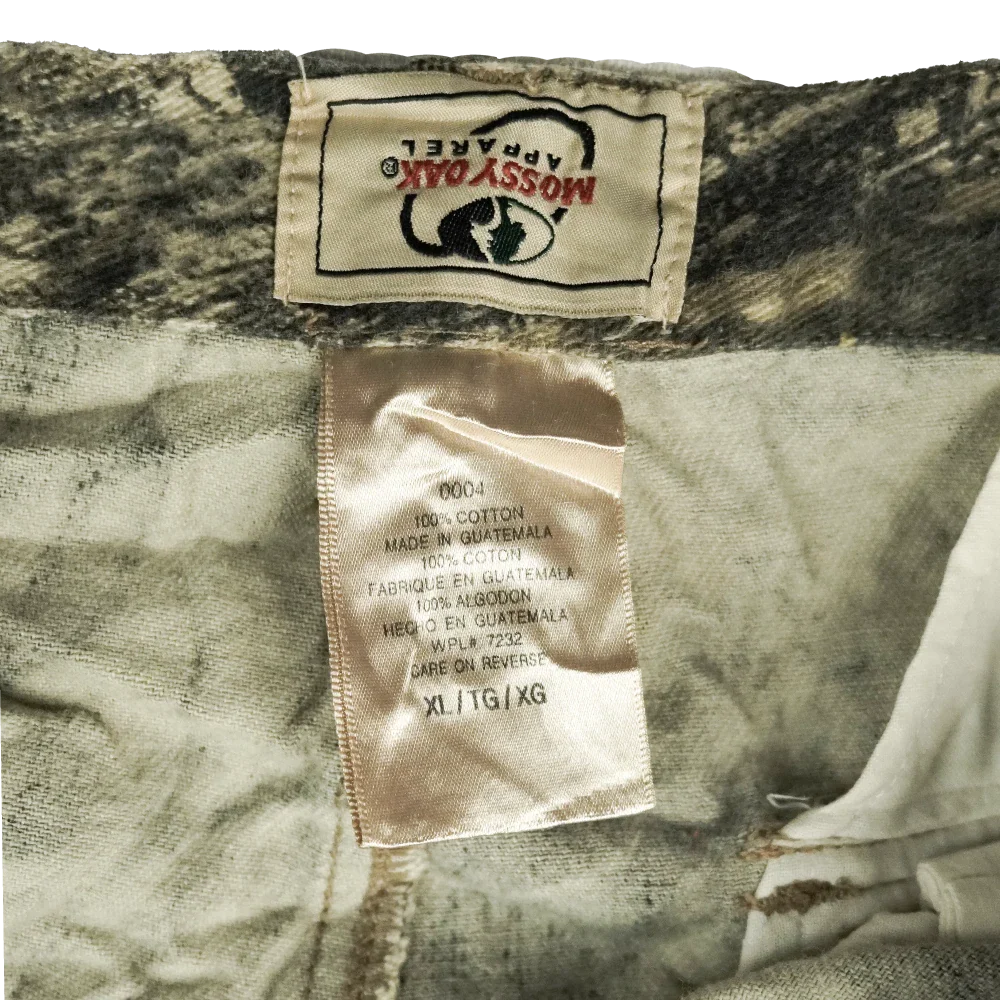 MOSSY OAK®
APPAREL
0004
100% COTTON
MADE IN GUATEMALA
100% COTON
FABRIQUE EN GUATEMALA
100% ALGODON
HECHO EN GUATEMALA
WPL# 7232
CARE ON REVERSE
XL/TG/XG